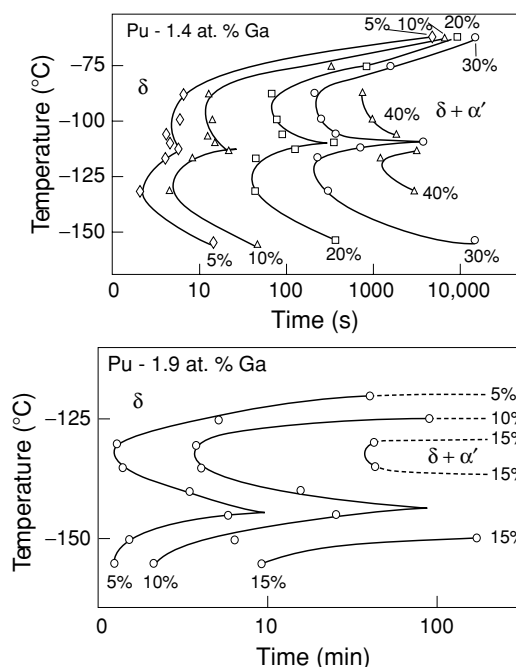 Pu - 1.4 at. % Ga
5% 10% 20%
30%
δ
δ + α′
40%
40%
5%
10%
20%
30%
−75
−100
−125
−150
Temperature (°C)
0
10
100
1000
10,000
Time (s)
Pu - 1.9 at. % Ga
δ
5%
10%
15%
δ + α′
15%
15%
5%
10%
15%
−125
−150
Temperature (°C)
0
10
100
Time (min)